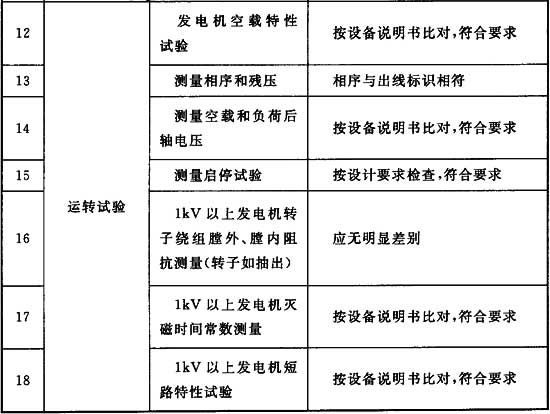 12
发电机空载特性
试验
按设备说明书比对,符合要求
13
测量相序和残压
相序与出线标识相符
14
测量空载和负荷后
轴电压
按设备说明书比对,符合要求
15
测量启停试验
按设计要求检查,符合要求
运转试验
16
1kV以上发电机转
子绕组膛外、膛内阻
抗测量(转子如抽出)
应无明显差别
17
1kV以上发电机灭
磁时间常数测量
按设备说明书比对,符合要求
18
1kV以上发电机短
路特性试验
按设备说明书比对,符合要求